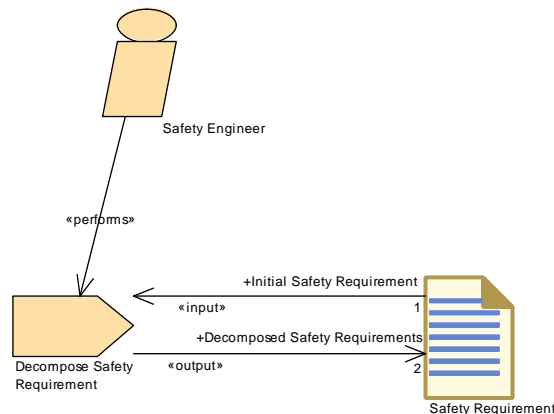 Safety Engineer
«performs»
+Initial Safety Requirement
«input»
1
+Decomposed Safety Requirements
«output»
2
Decompose Safety
Requirement
Safety Requirement